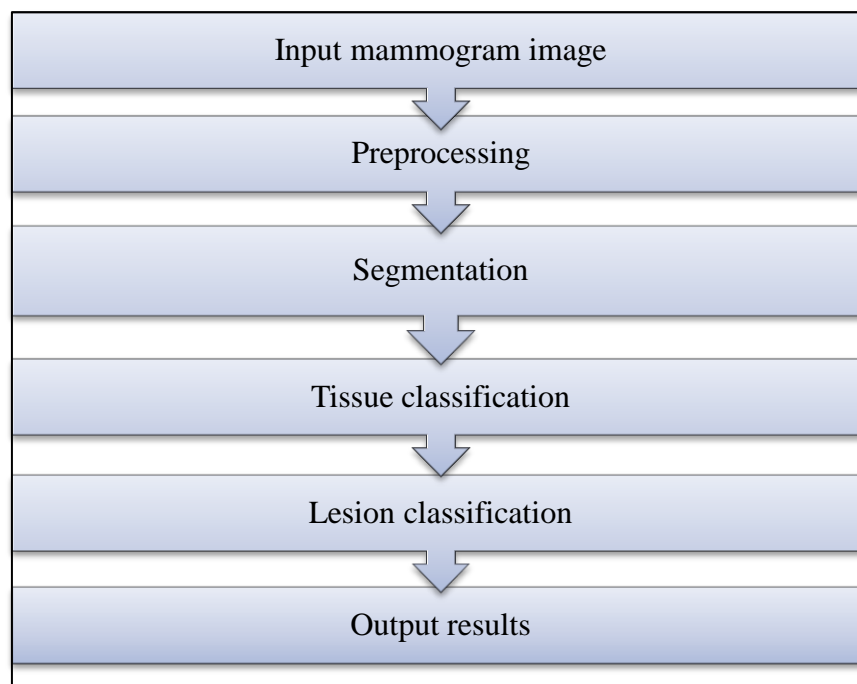 Input mammogram image
Preprocessing
Segmentation
Tissue classification
Lesion classification
Output results